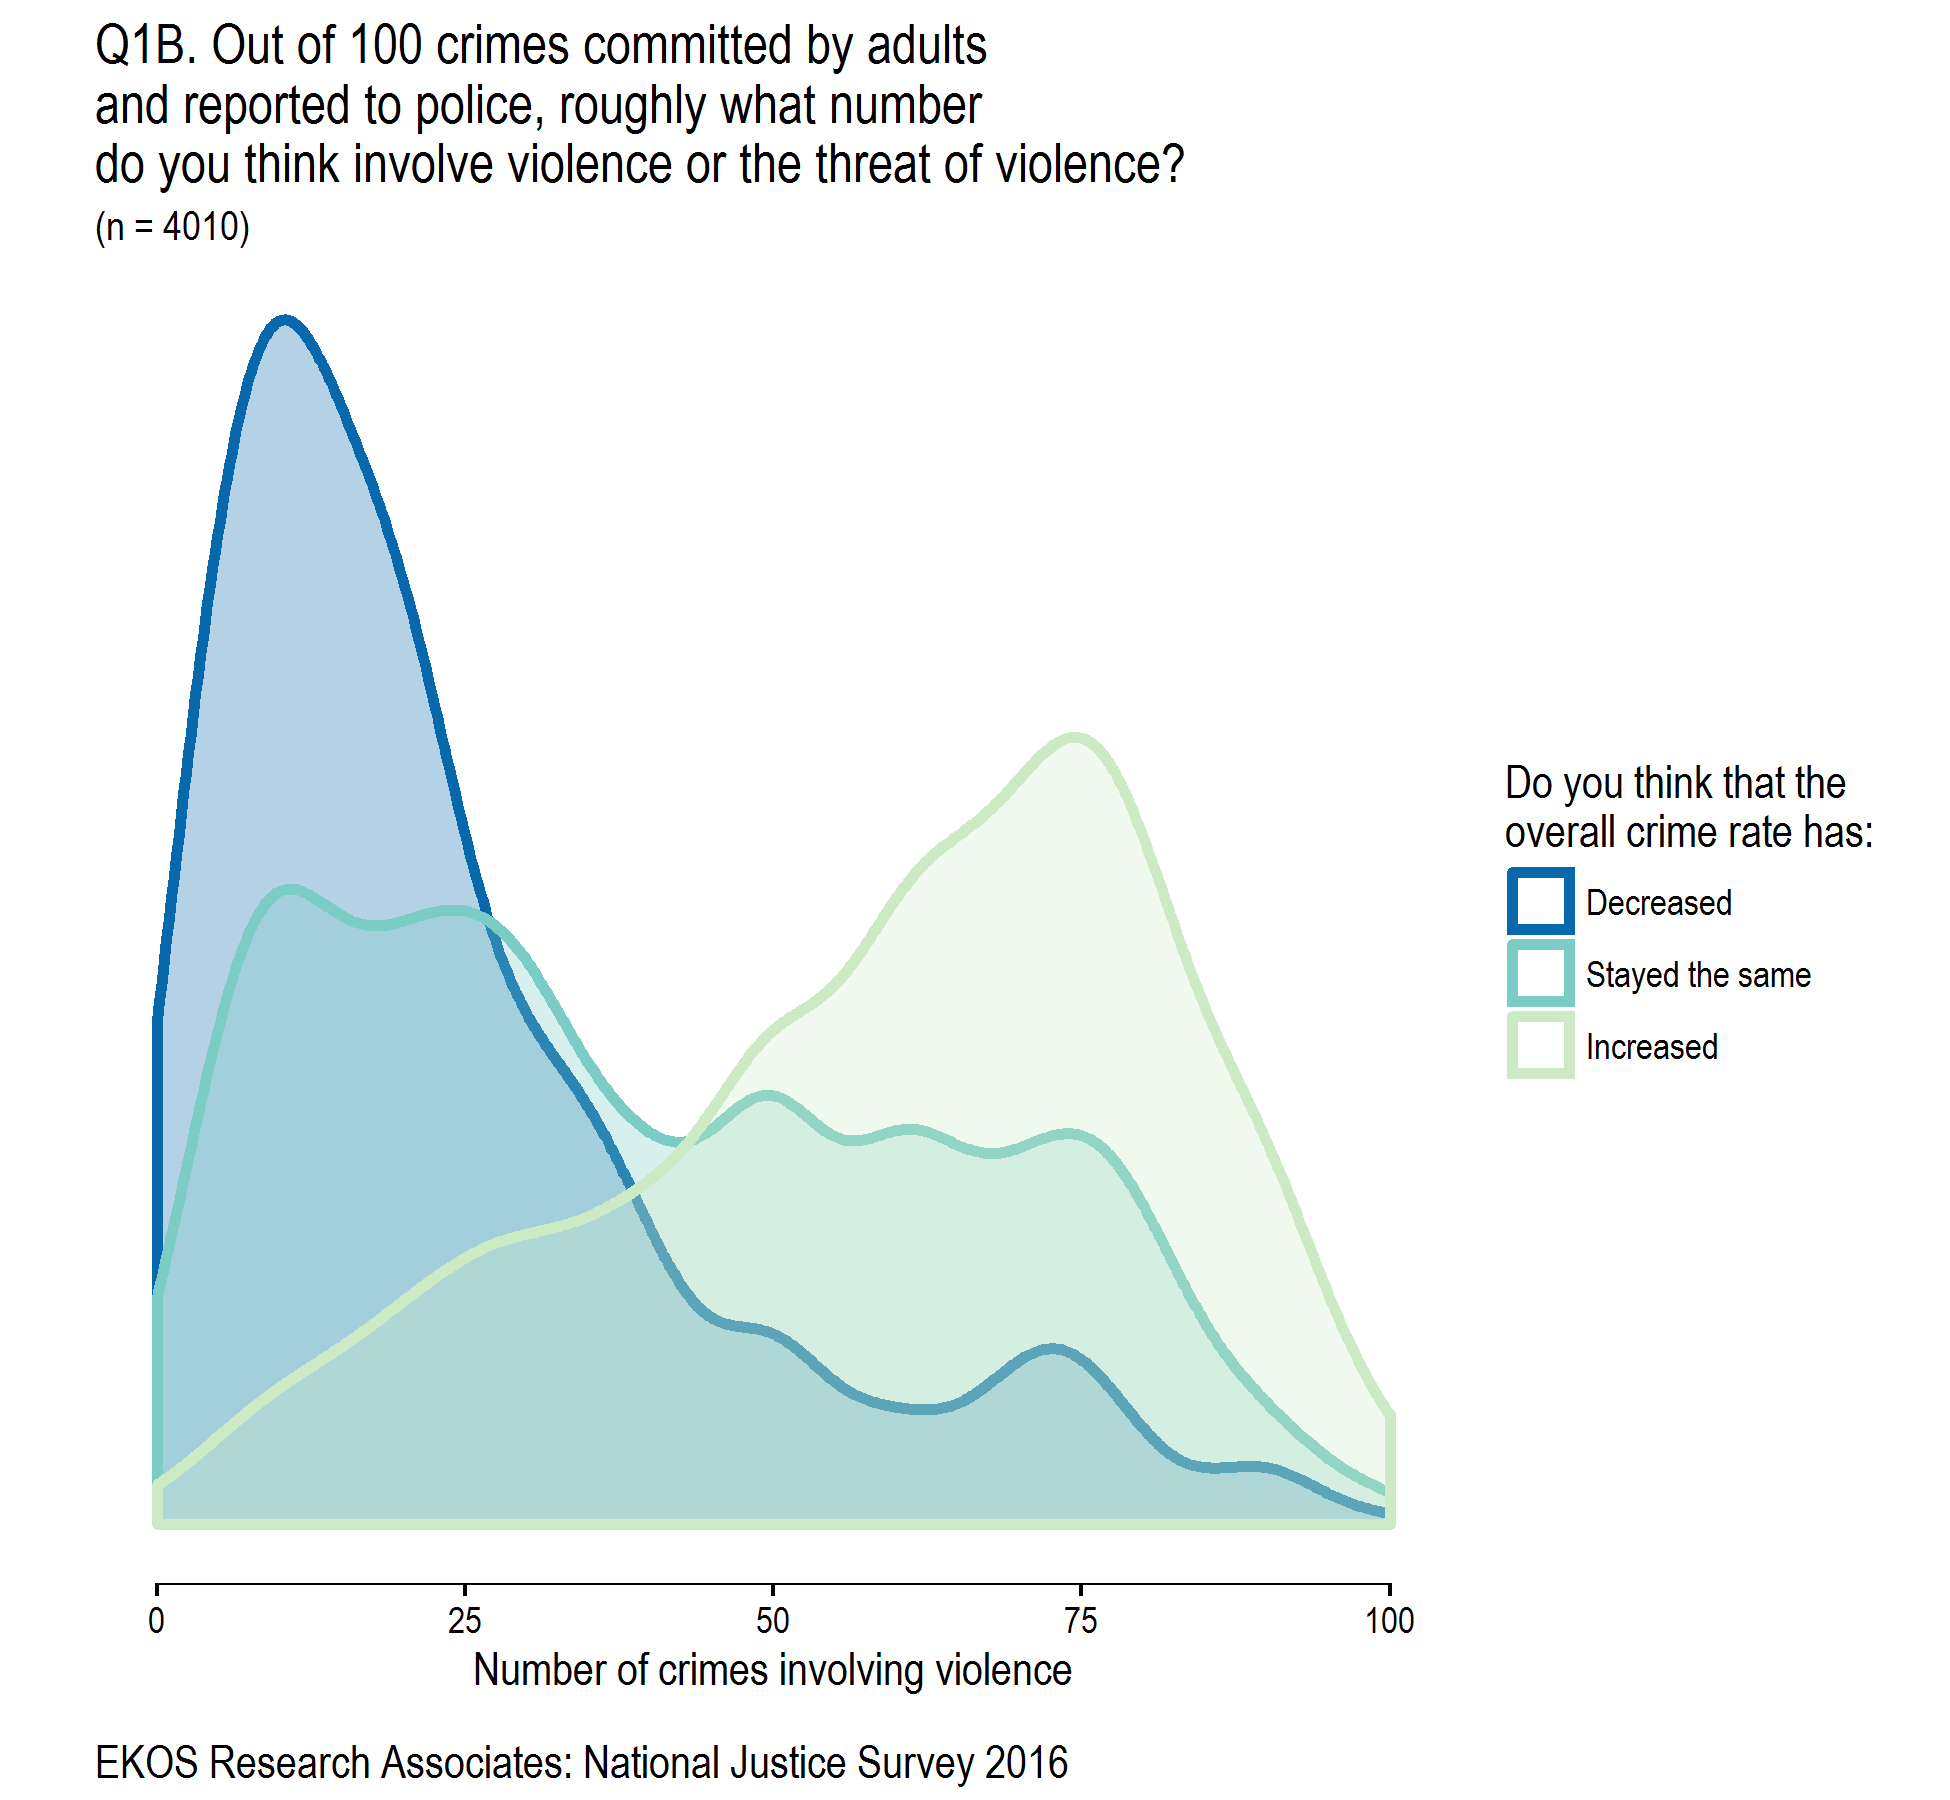 Q1B. Out of 100 crimes committed by adults
and reported to police, roughly what number
do you think involve violence or the threat of violence?
(n = 4010)
Do you think that the
overall crime rate has:
Decreased
Stayed the same
Increased
0 25 50 75 100
Number of crimes involving violence
EKOS Research Associates: National Justice Survey 2016